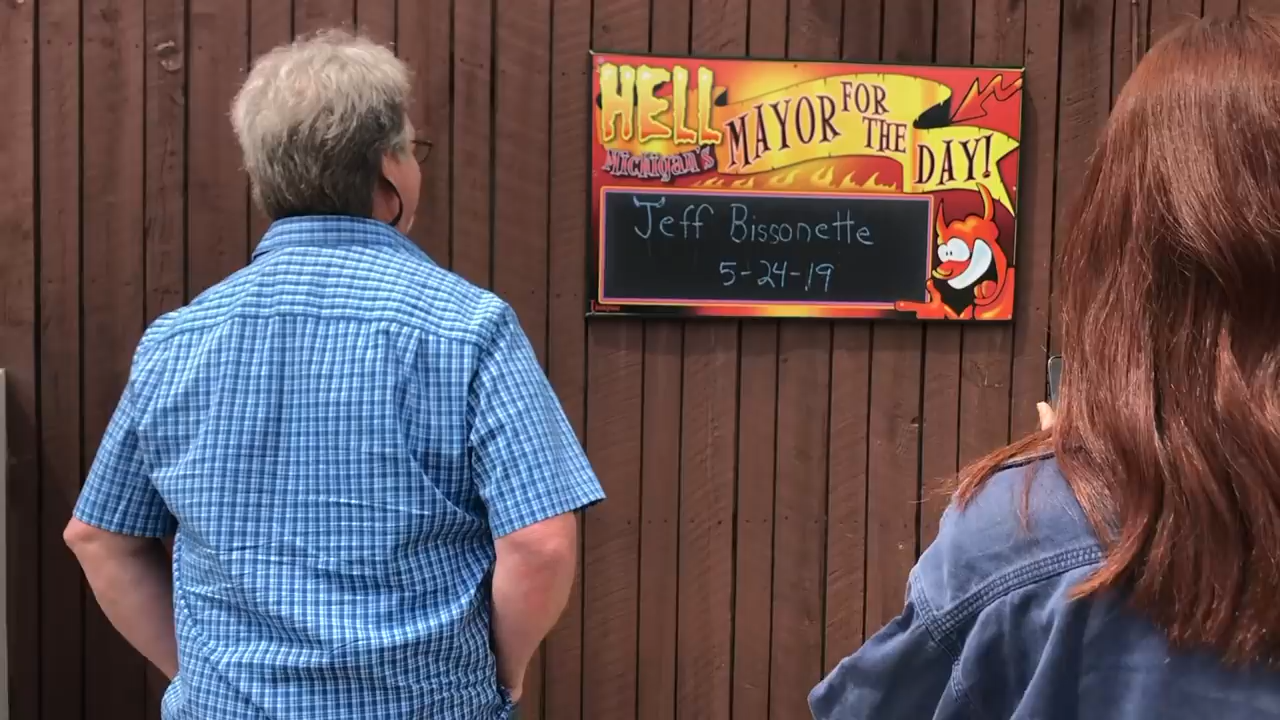 HELL
Michigan's
MAYOR FOR THE DAY!
Jeff Bissonette
5-24-19